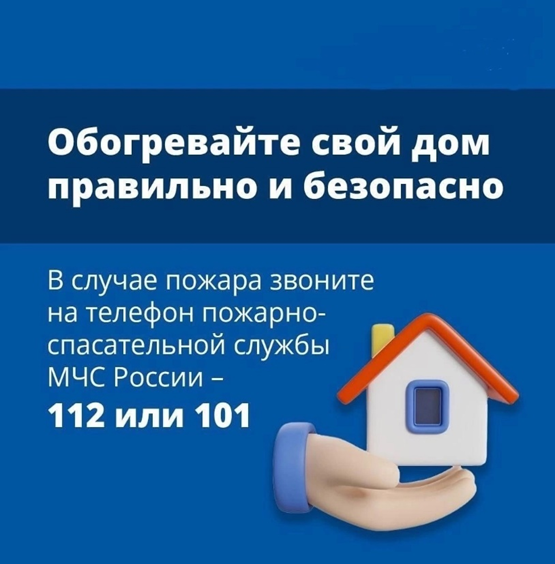 Обогревайте свой дом
правильно и безопасно
В случае пожара звоните
на телефон пожарно-
спасательной службы
МЧС России –
112 или 101